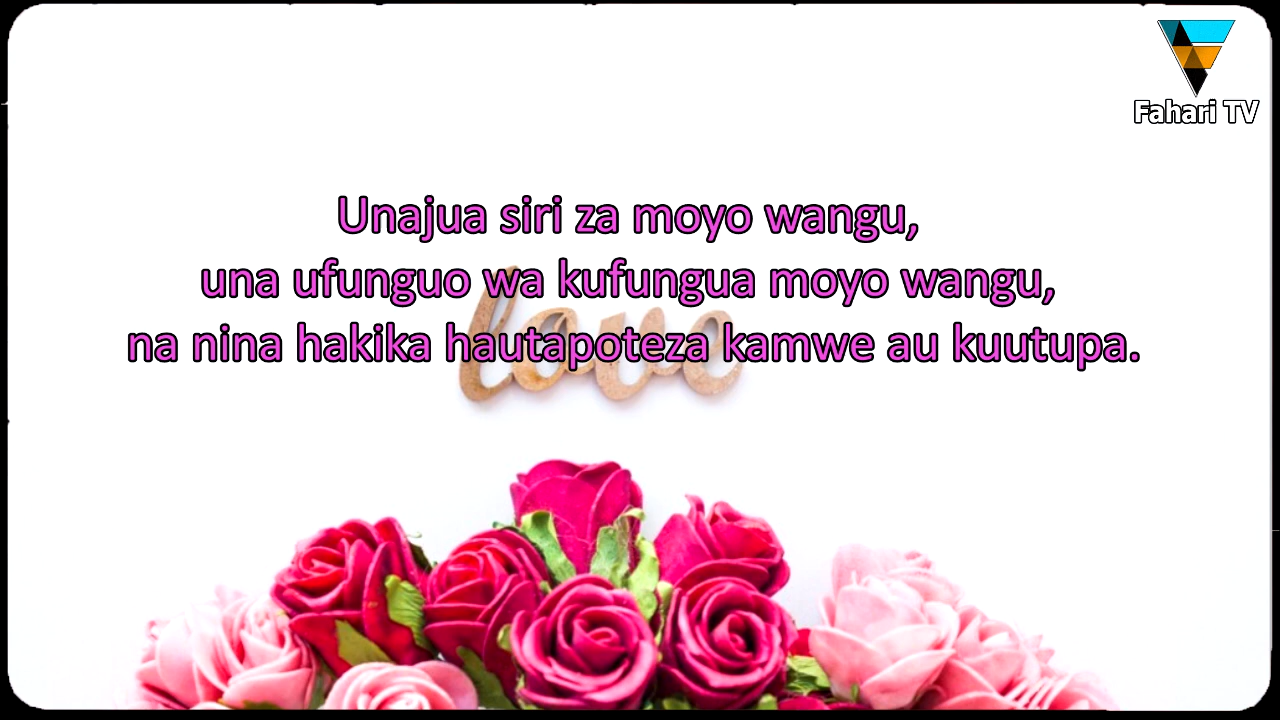 Fahari TV
Unajua siri za moyo wangu,
una ufunguo wa kufungua moyo wangu,
na nina hakika hautapoteza kamwe au kuutupa.
love